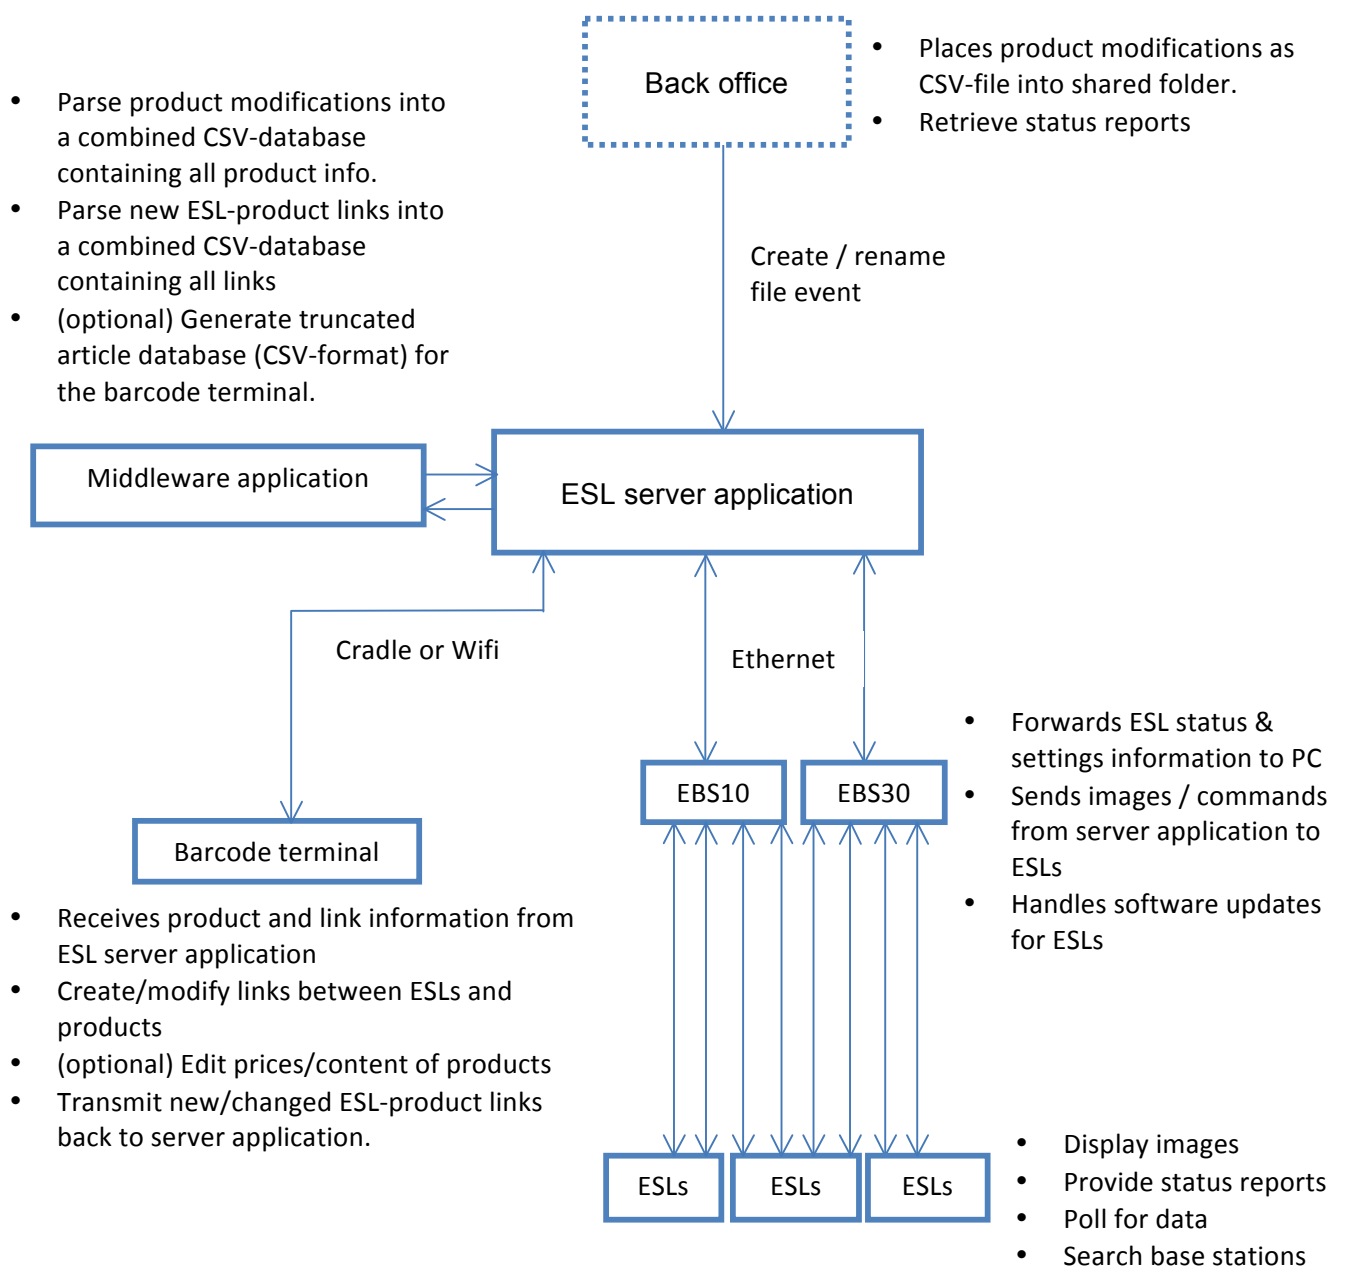 Back office
• Places product modifications as
CSV-file into shared folder.
• Retrieve status reports
• Parse product modifications into
a combined CSV-database
containing all product info.
• Parse new ESL-product links into
a combined CSV-database
containing all links
• (optional) Generate truncated
article database (CSV-format) for
the barcode terminal.
Create / rename
file event
Middleware application
ESL server application
Cradle or Wifi
Ethernet
EBS10
EBS30
• Forwards ESL status &
settings information to PC
• Sends images / commands
from server application to
ESLs
• Handles software updates
for ESLs
Barcode terminal
• Receives product and link information from
ESL server application
• Create/modify links between ESLs and
products
• (optional) Edit prices/content of products
• Transmit new/changed ESL-product links
back to server application.
ESLs
ESLs
ESLs
• Display images
• Provide status reports
• Poll for data
• Search base stations